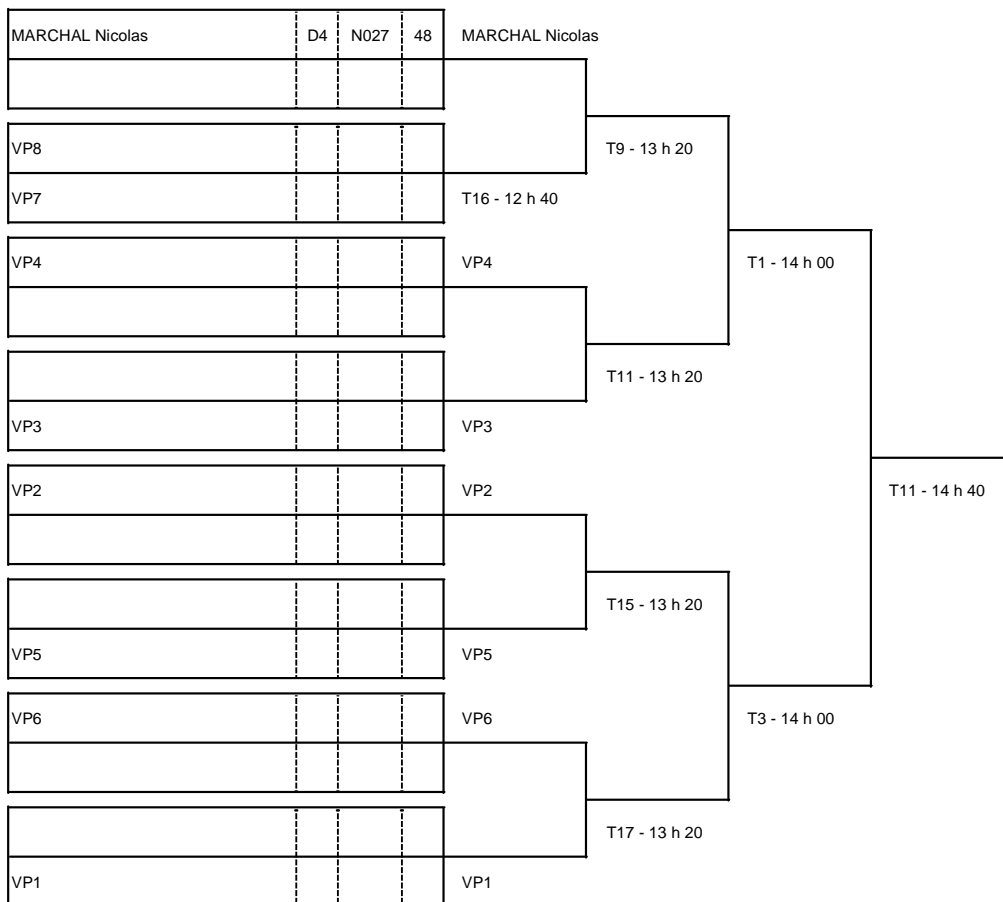 MARCHAL Nicolas D4 N027 48 MARCHAL Nicolas
VP8 T9 - 13 h 20
VP7 T16 - 12 h 40
VP4 VP4 T1 - 14 h 00
T11 - 13 h 20
VP3 VP3
VP2 VP2 T11 - 14 h 40
T15 - 13 h 20
VP5 VP5
VP6 VP6 T3 - 14 h 00
T17 - 13 h 20
VP1 VP1